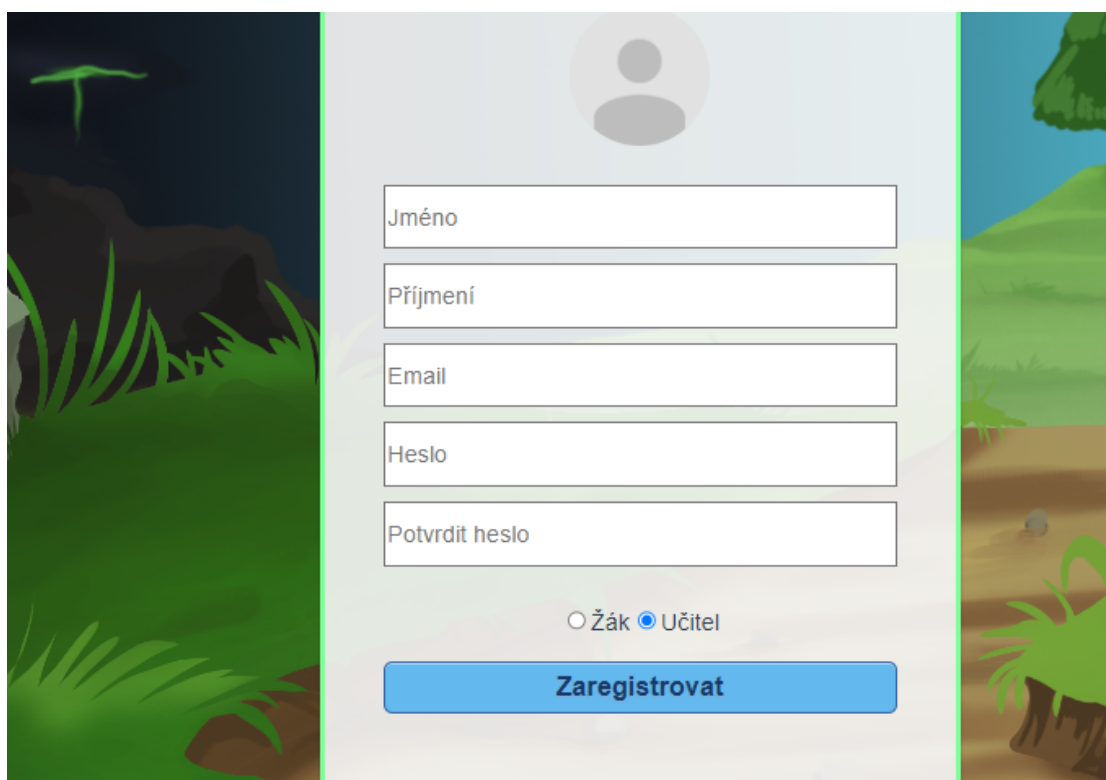 Jméno
Příjmení
Email
Heslo
Potvrdit heslo
Žák Učitel
Zaregistrovat